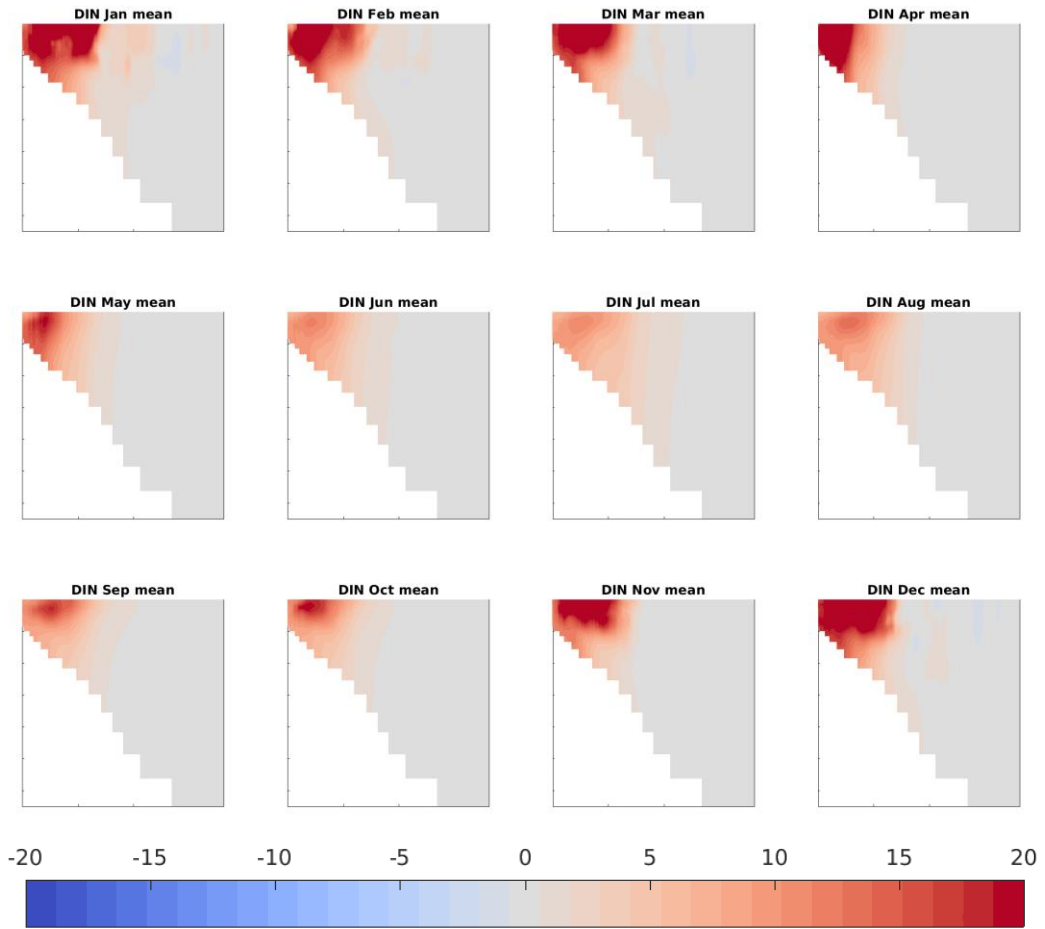 DIN Jan mean DIN Feb mean DIN Mar mean DIN Apr mean
DIN May mean DIN Jun mean DIN Jul mean DIN Aug mean
DIN Sep mean DIN Oct mean DIN Nov mean DIN Dec mean
-20 -15 -10 -5 0 5 10 15 20